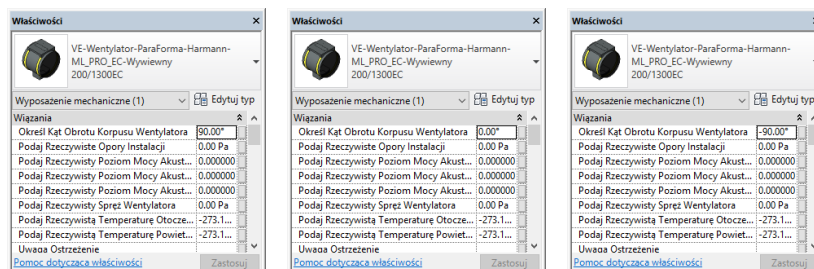 Właściwości ×
VE-Wentylator-ParaForma-Harmann-
ML_PRO_EC-Wywiewny
200/1300EC
Wyposażenie mechaniczne (1) Edytuj typ
Wiązania
Określ Kąt Obrotu Korpusu Wentylatora 90.00°
Podaj Rzeczywiste Opory Instalacji 0.00 Pa
Podaj Rzeczywisty Poziom Mocy Akust... 0.000000
Podaj Rzeczywisty Poziom Mocy Akust... 0.000000
Podaj Rzeczywisty Poziom Mocy Akust... 0.000000
Podaj Rzeczywisty Spręż Wentylatora 0.00 Pa
Podaj Rzeczywistą Temperaturę Otocze... -273.1...
Podaj Rzeczywistą Temperaturę Powiet... -273.1...
Uwaga Ostrzeżenie
Pomoc dotycząca właściwości Zastosuj
Właściwości ×
VE-Wentylator-ParaForma-Harmann-
ML_PRO_EC-Wywiewny
200/1300EC
Wyposażenie mechaniczne (1) Edytuj typ
Wiązania
Określ Kąt Obrotu Korpusu Wentylatora 0.00°
Podaj Rzeczywiste Opory Instalacji 0.00 Pa
Podaj Rzeczywisty Poziom Mocy Akust... 0.000000
Podaj Rzeczywisty Poziom Mocy Akust... 0.000000
Podaj Rzeczywisty Poziom Mocy Akust... 0.000000
Podaj Rzeczywisty Spręż Wentylatora 0.00 Pa
Podaj Rzeczywistą Temperaturę Otocze... -273.1...
Podaj Rzeczywistą Temperaturę Powiet... -273.1...
Uwaga Ostrzeżenie
Pomoc dotycząca właściwości Zastosuj
Właściwości
VE-Wentylator-ParaForma-Harmann-
ML_PRO_EC-Wywiewny
200/1300EC
Wyposażenie mechaniczne (1) Edytuj typ
Wiązania
Określ Kąt Obrotu Korpusu Wentylatora -90.00°
Podaj Rzeczywiste Opory Instalacji 0.00 Pa
Podaj Rzeczywisty Poziom Mocy Akust... 0.000000
Podaj Rzeczywisty Poziom Mocy Akust... 0.000000
Podaj Rzeczywisty Poziom Mocy Akust... 0.000000
Podaj Rzeczywisty Spręż Wentylatora 0.00 Pa
Podaj Rzeczywistą Temperaturę Otocze... -273.1...
Podaj Rzeczywistą Temperaturę Powiet... -273.1...
Uwaga Ostrzeżenie
Pomoc dotycząca właściwości Zastosuj